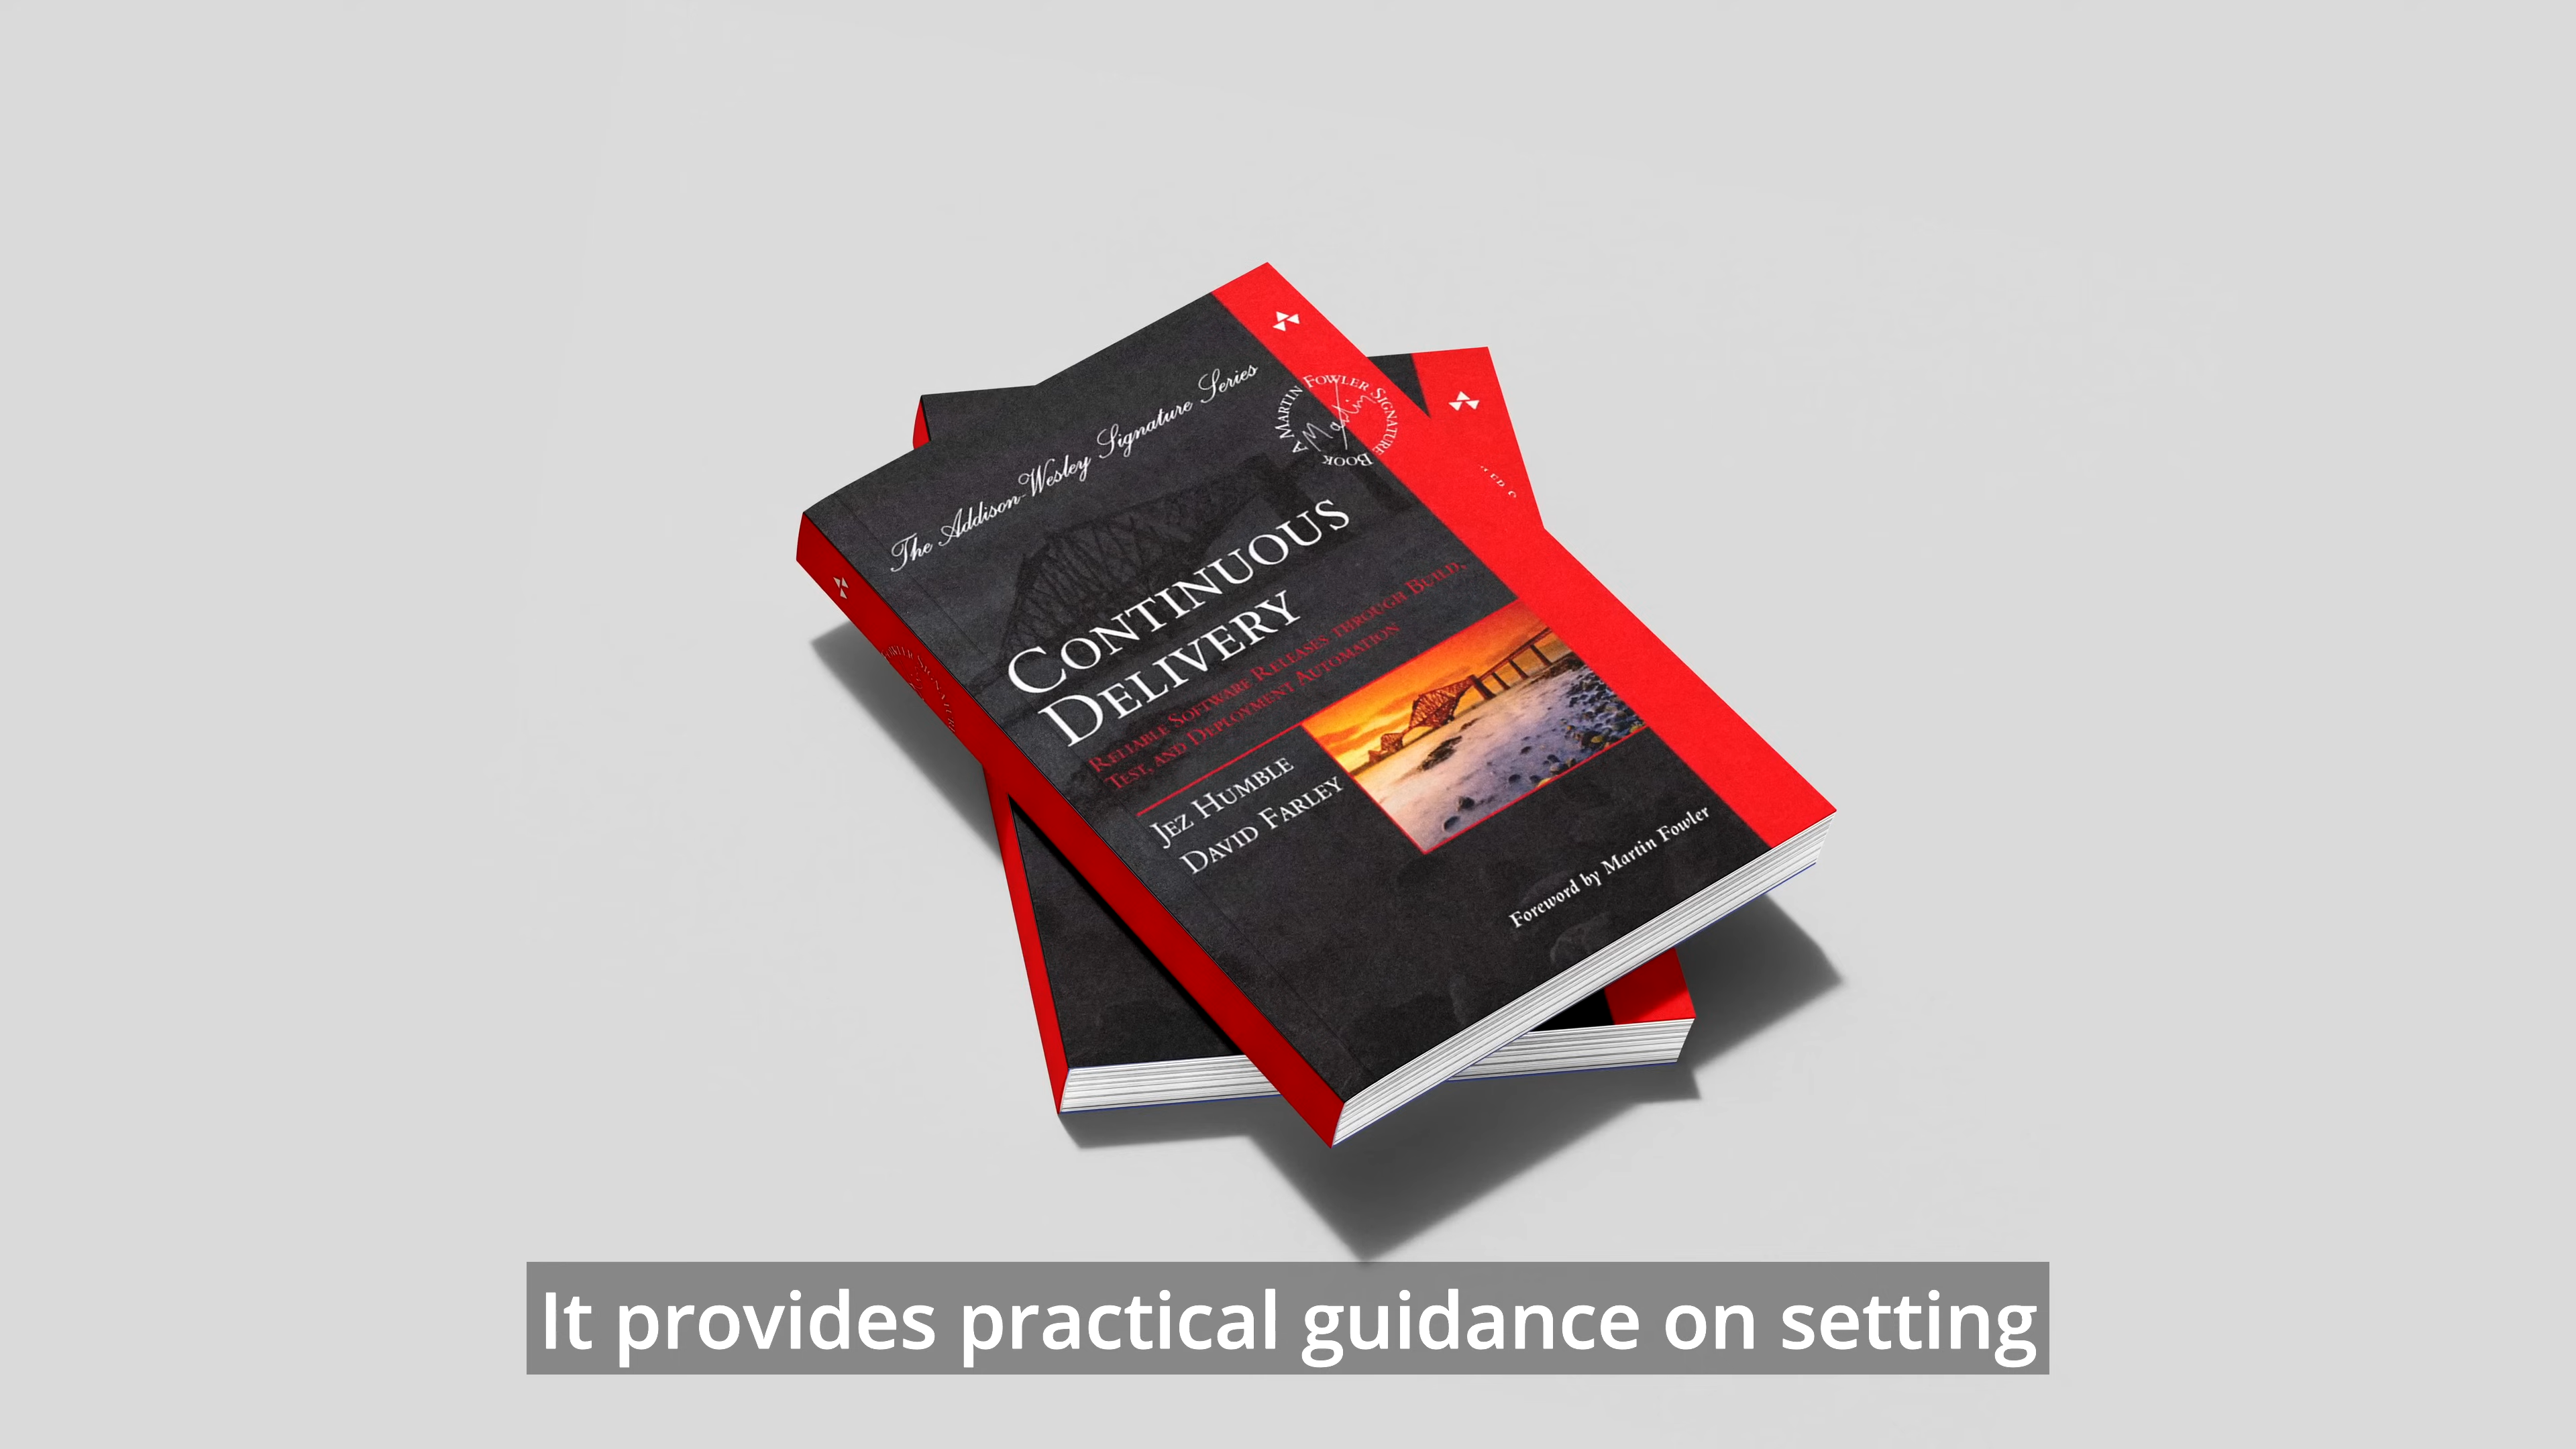 The Addison-Wesley Signature Series
A MARTIN FOWLER SIGNATURE BOOK
Martin
CONTINUOUS
DELIVERY
RELIABLE SOFTWARE RELEASES THROUGH BUILD,
TEST, AND DEPLOYMENT AUTOMATION
JEZ HUMBLE
DAVID FARLEY
Foreword by Martin Fowler
It provides practical guidance on setting